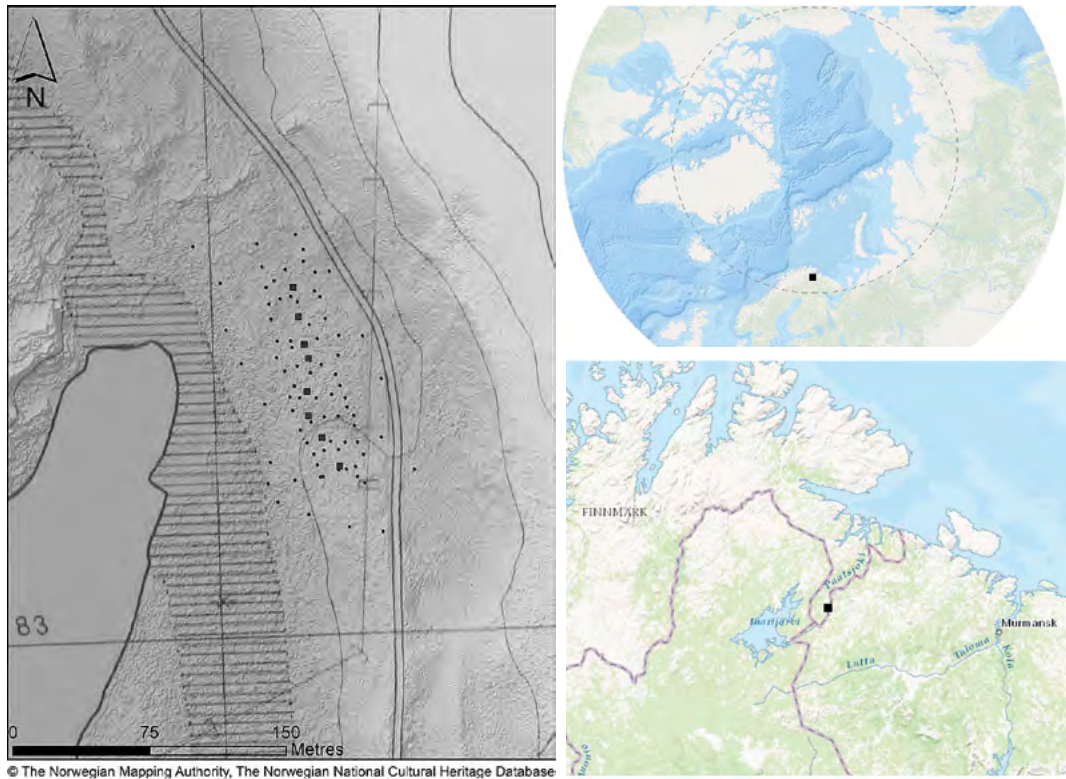 N
83
0 75 150
Metres
© The Norwegian Mapping Authority, The Norwegian National Cultural Heritage Database
FINNMARK
Paatsjoki
Inarijärvi
Murmansk
Tuloma
Kola
Lotta